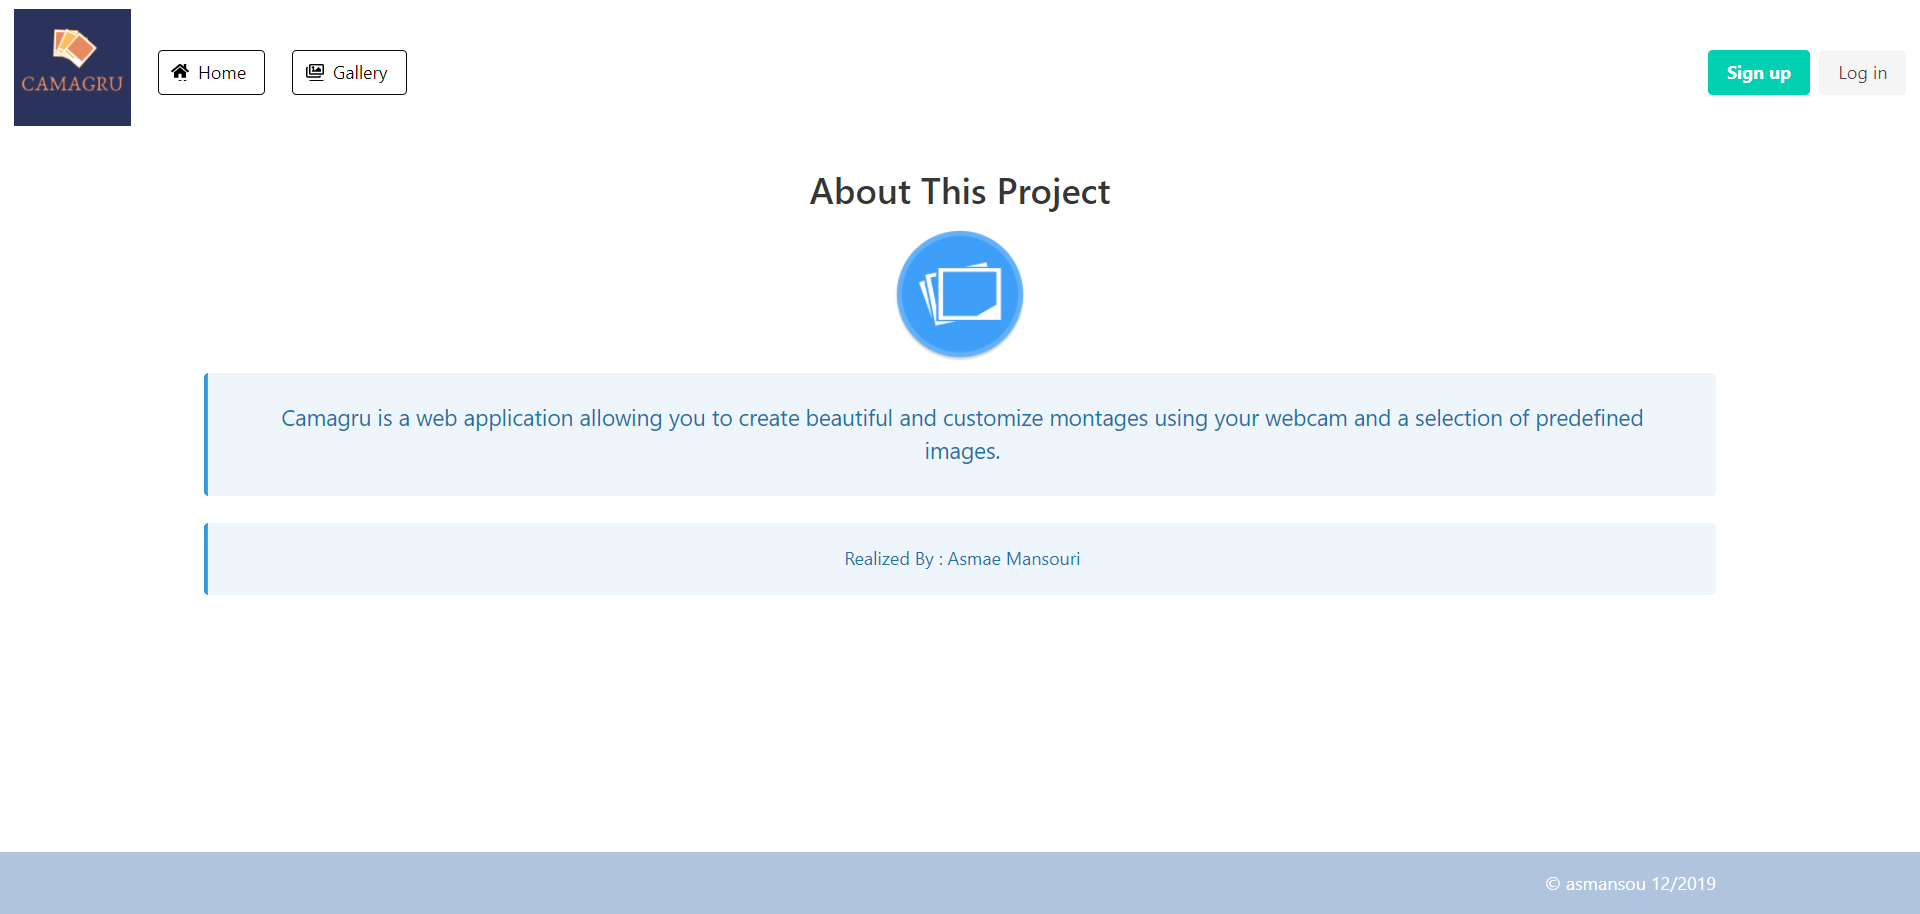 CAMAGRU
Home
Gallery
Sign up
Log in
About This Project
Camagru is a web application allowing you to create beautiful and customize montages using your webcam and a selection of predefined
images.
Realized By : Asmae Mansouri
© asmansou 12/2019